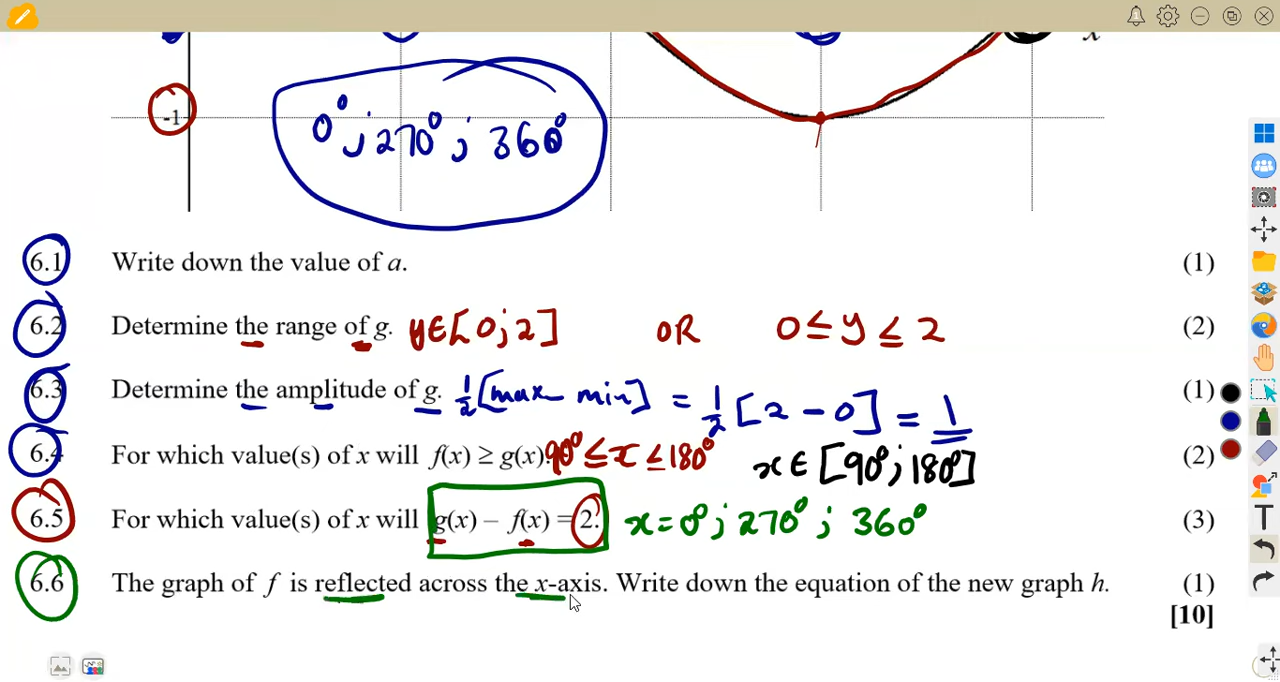 x
-1
0°; 270°; 360°
6.1 Write down the value of a. (1)
6.2 Determine the range of g. y∈[0;2] OR 0≤y≤2 (2)
6.3 Determine the amplitude of g. 1/2[max - min] = 1/2[2-0] = 1 (1)
6.4 For which value(s) of x will f(x) ≥ g(x) 90°≤x≤180° x∈[90°;180°] (2)
6.5 For which value(s) of x will g(x) – f(x) = 2. x=0°; 270°; 360° (3)
6.6 The graph of f is reflected across the x-axis. Write down the equation of the new graph h. (1)
[10]
T